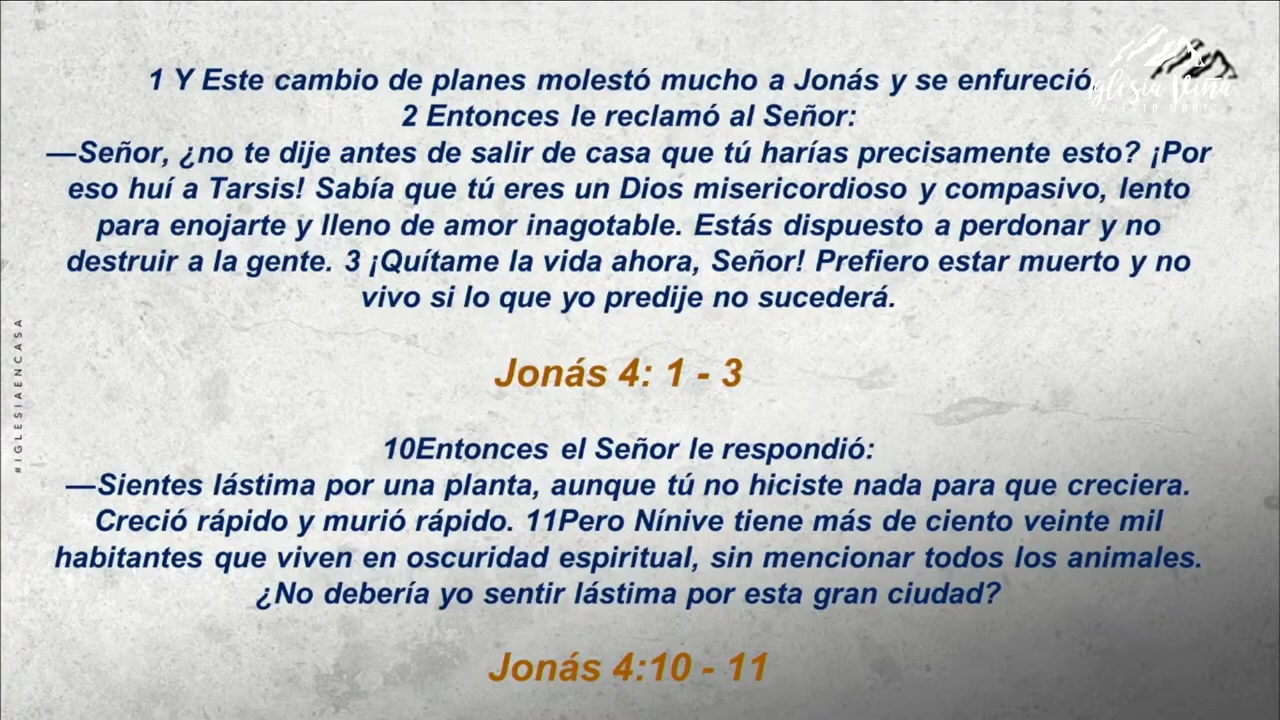 1 Y Este cambio de planes molestó mucho a Jonás y se enfureció
2 Entonces le reclamó al Señor:
—Señor, ¿no te dije antes de salir de casa que tú harías precisamente esto? ¡Por
eso huí a Tarsis! Sabía que tú eres un Dios misericordioso y compasivo, lento
para enojarte y lleno de amor inagotable. Estás dispuesto a perdonar y no
destruir a la gente. 3 ¡Quítame la vida ahora, Señor! Prefiero estar muerto y no
vivo si lo que yo predije no sucederá.
Jonás 4: 1 - 3
10Entonces el Señor le respondió:
—Sientes lástima por una planta, aunque tú no hiciste nada para que creciera.
Creció rápido y murió rápido. 11Pero Nínive tiene más de ciento veinte mil
habitantes que viven en oscuridad espiritual, sin mencionar todos los animales.
¿No debería yo sentir lástima por esta gran ciudad?
Jonás 4:10 - 11
#IGLESIAENCASA
Iglesia Viña